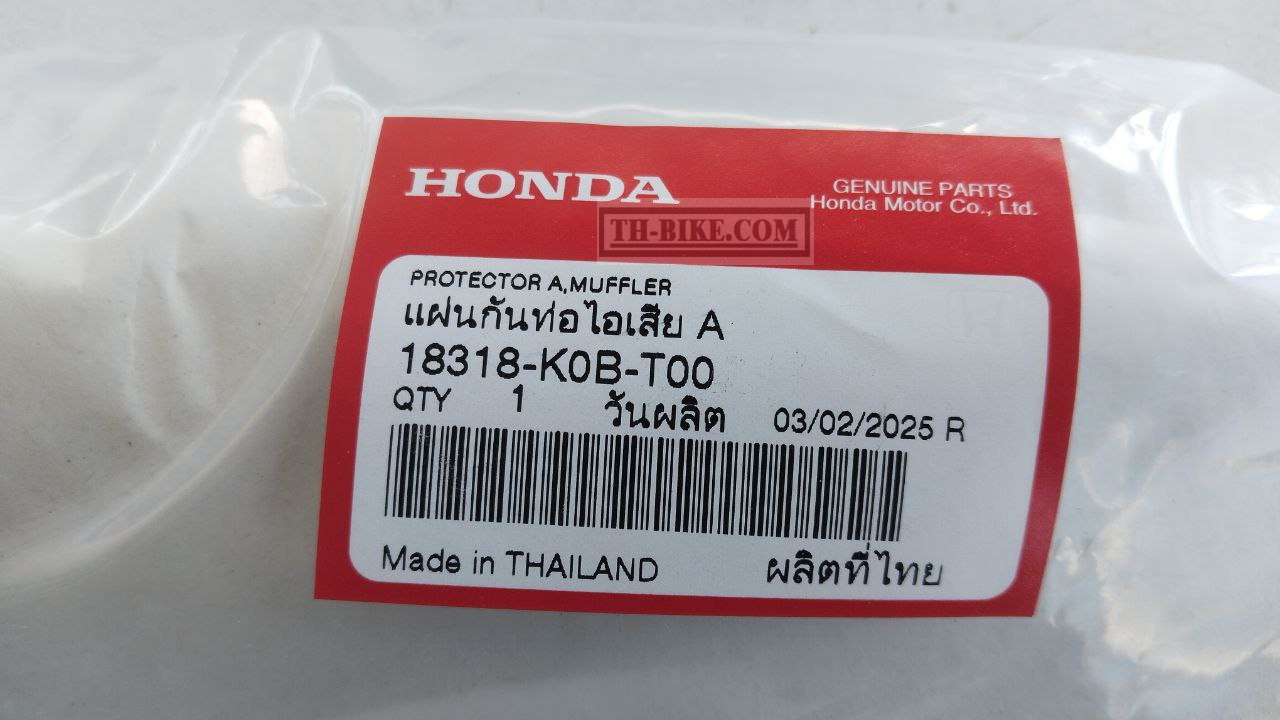 HONDA
GENUINE PARTS
Honda Motor Co., Ltd.
TH-BIKE.COM
PROTECTOR A,MUFFLER
แผ่นกันท่อไอเสีย A
18318-K0B-T00
QTY 1 วันผลิต 03/02/2025 R
Made in THAILAND ผลิตที่ไทย